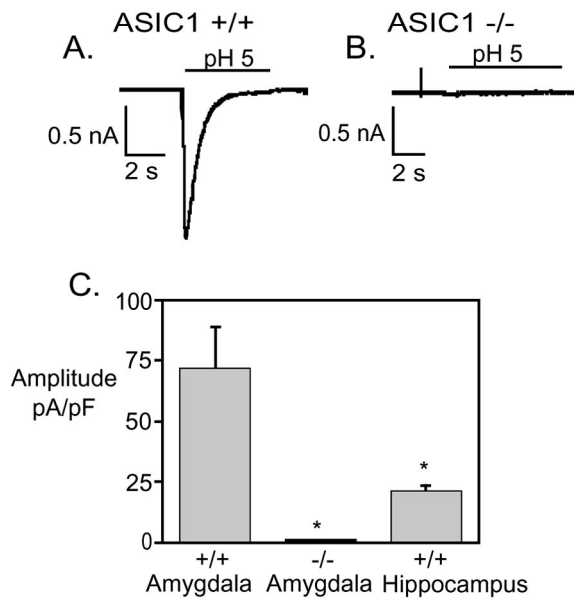 ASIC1 +/+
A.
pH 5
0.5 nA
2 s
ASIC1 -/-
B.
pH 5
0.5 nA
2 s
C.
Amplitude
pA/pF
100
75
50
25
0
*
*
+/+ -/- +/+
Amygdala Amygdala Hippocampus